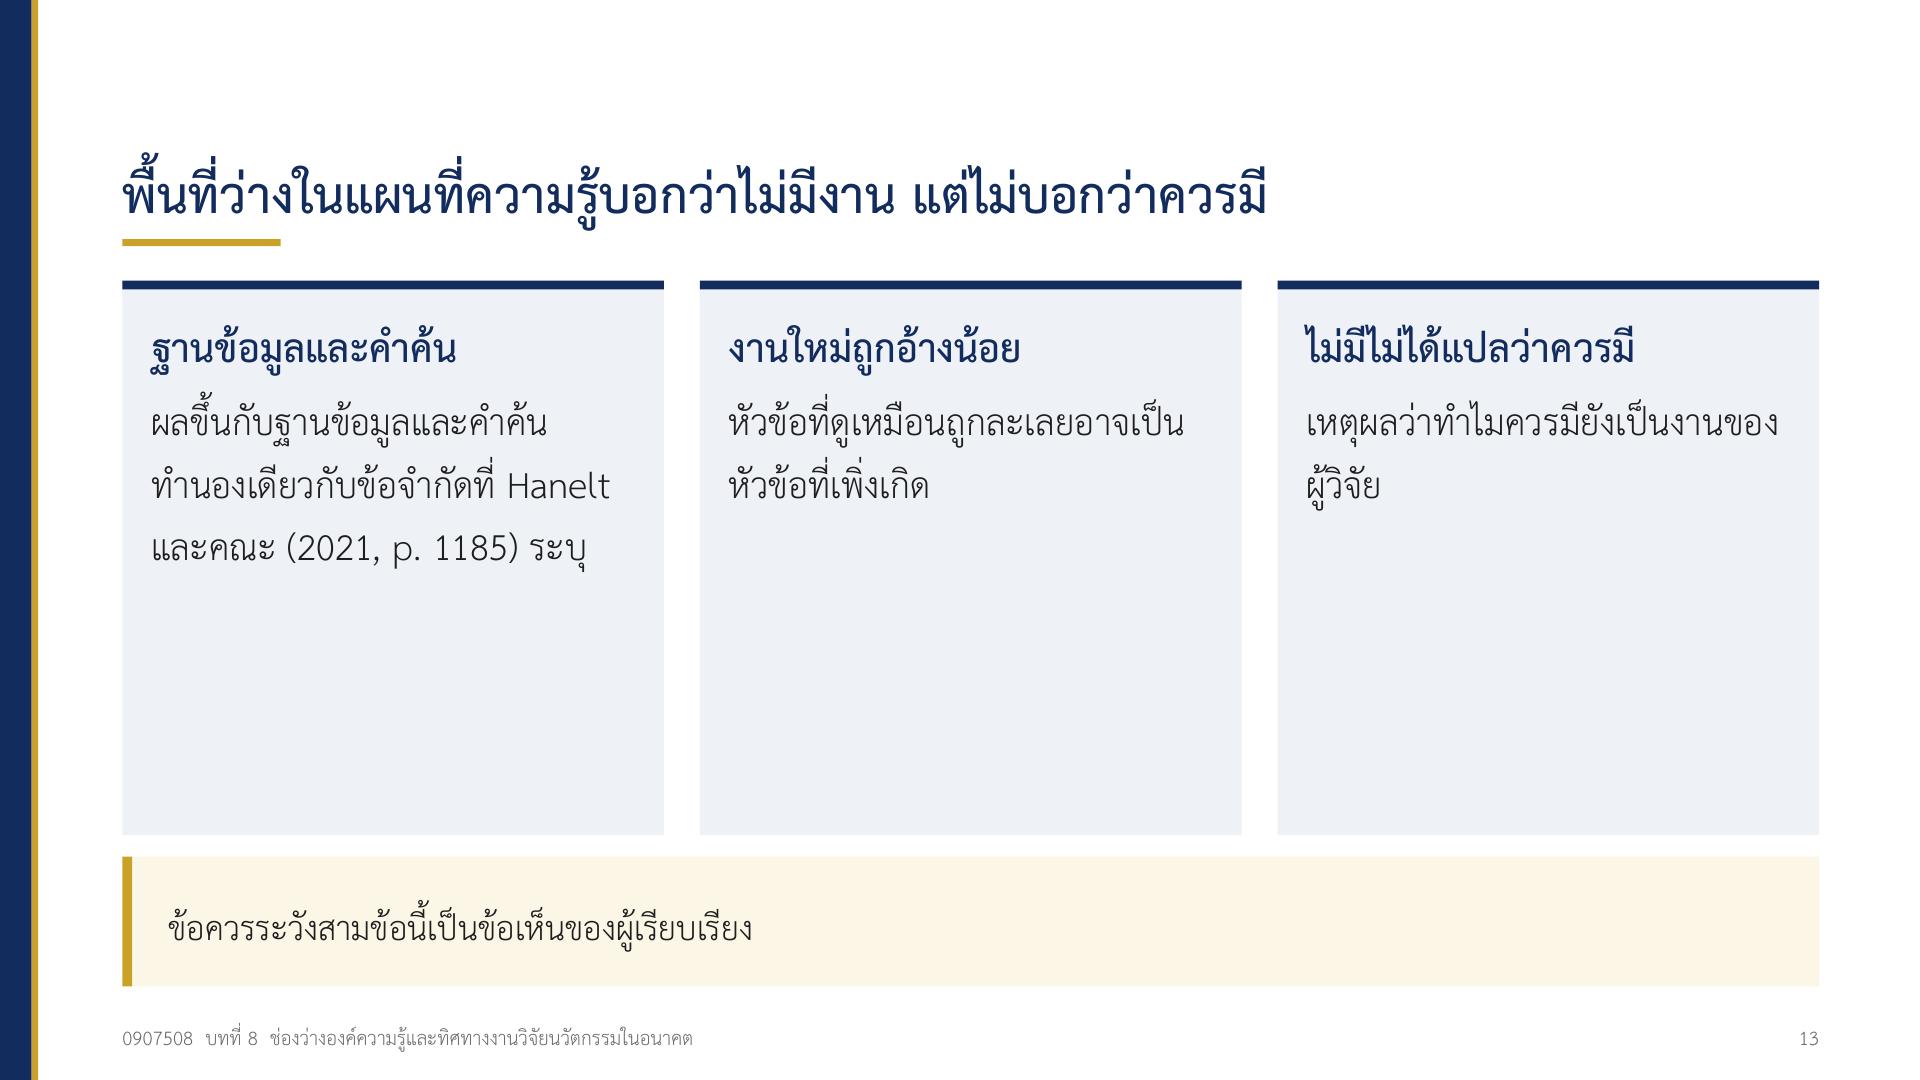 พื้นที่ว่างในแผนที่ความรู้บอกว่าไม่มีงาน แต่ไม่บอกว่าควรมี
ฐานข้อมูลและคำค้น
ผลขึ้นกับฐานข้อมูลและคำค้น
ทำนองเดียวกับข้อจำกัดที่ Hanelt
และคณะ (2021, p. 1185) ระบุ
งานใหม่ถูกอ้างน้อย
หัวข้อที่ดูเหมือนถูกละเลยอาจเป็น
หัวข้อที่เพิ่งเกิด
ไม่มีไม่ได้แปลว่าควรมี
เหตุผลว่าทำไมควรมียังเป็นงานของ
ผู้วิจัย
ข้อควรระวังสามข้อนี้เป็นข้อเห็นของผู้เรียบเรียง
0907508 บทที่ 8 ช่องว่างองค์ความรู้และทิศทางงานวิจัยนวัตกรรมในอนาคต
13